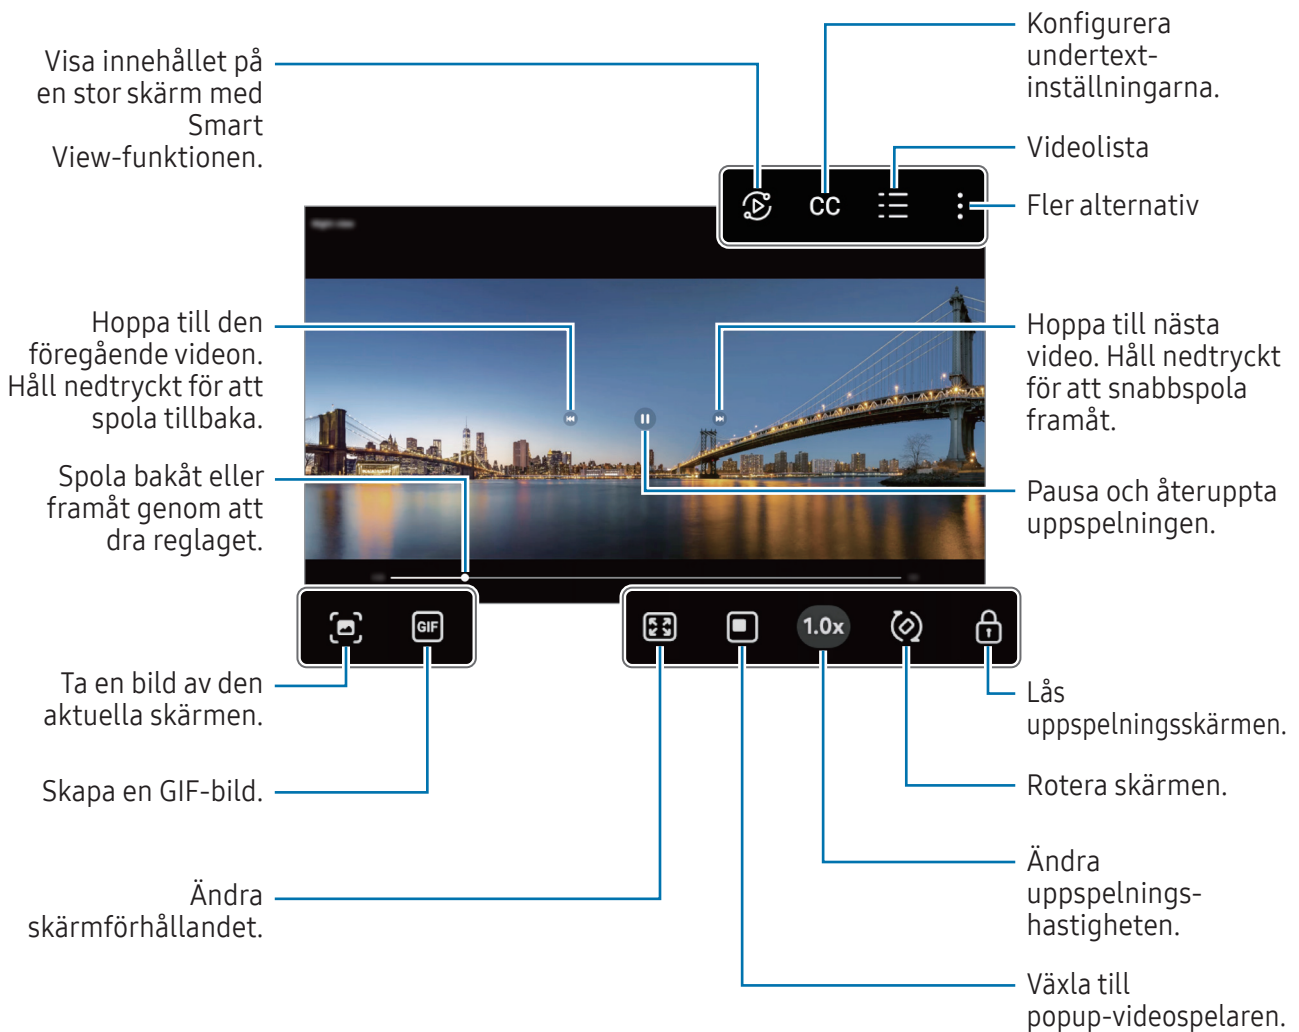 Visa innehållet på
en stor skärm med
Smart
View-funktionen.
Konfigurera
undertext-
inställningarna.
Videolista
Fler alternativ
CC
Hoppa till den
föregående videon.
Håll nedtryckt för att
spola tillbaka.
Hoppa till nästa
video. Håll nedtryckt
för att snabbspola
framåt.
Spola bakåt eller
framåt genom att
dra reglaget.
Pausa och återuppta
uppspelningen.
GIF
1.0x
Ta en bild av den
aktuella skärmen.
Lås
uppspelningsskärmen.
Skapa en GIF-bild.
Rotera skärmen.
Ändra
skärmförhållandet.
Ändra
uppspelnings-
hastigheten.
Växla till
popup-videospelaren.